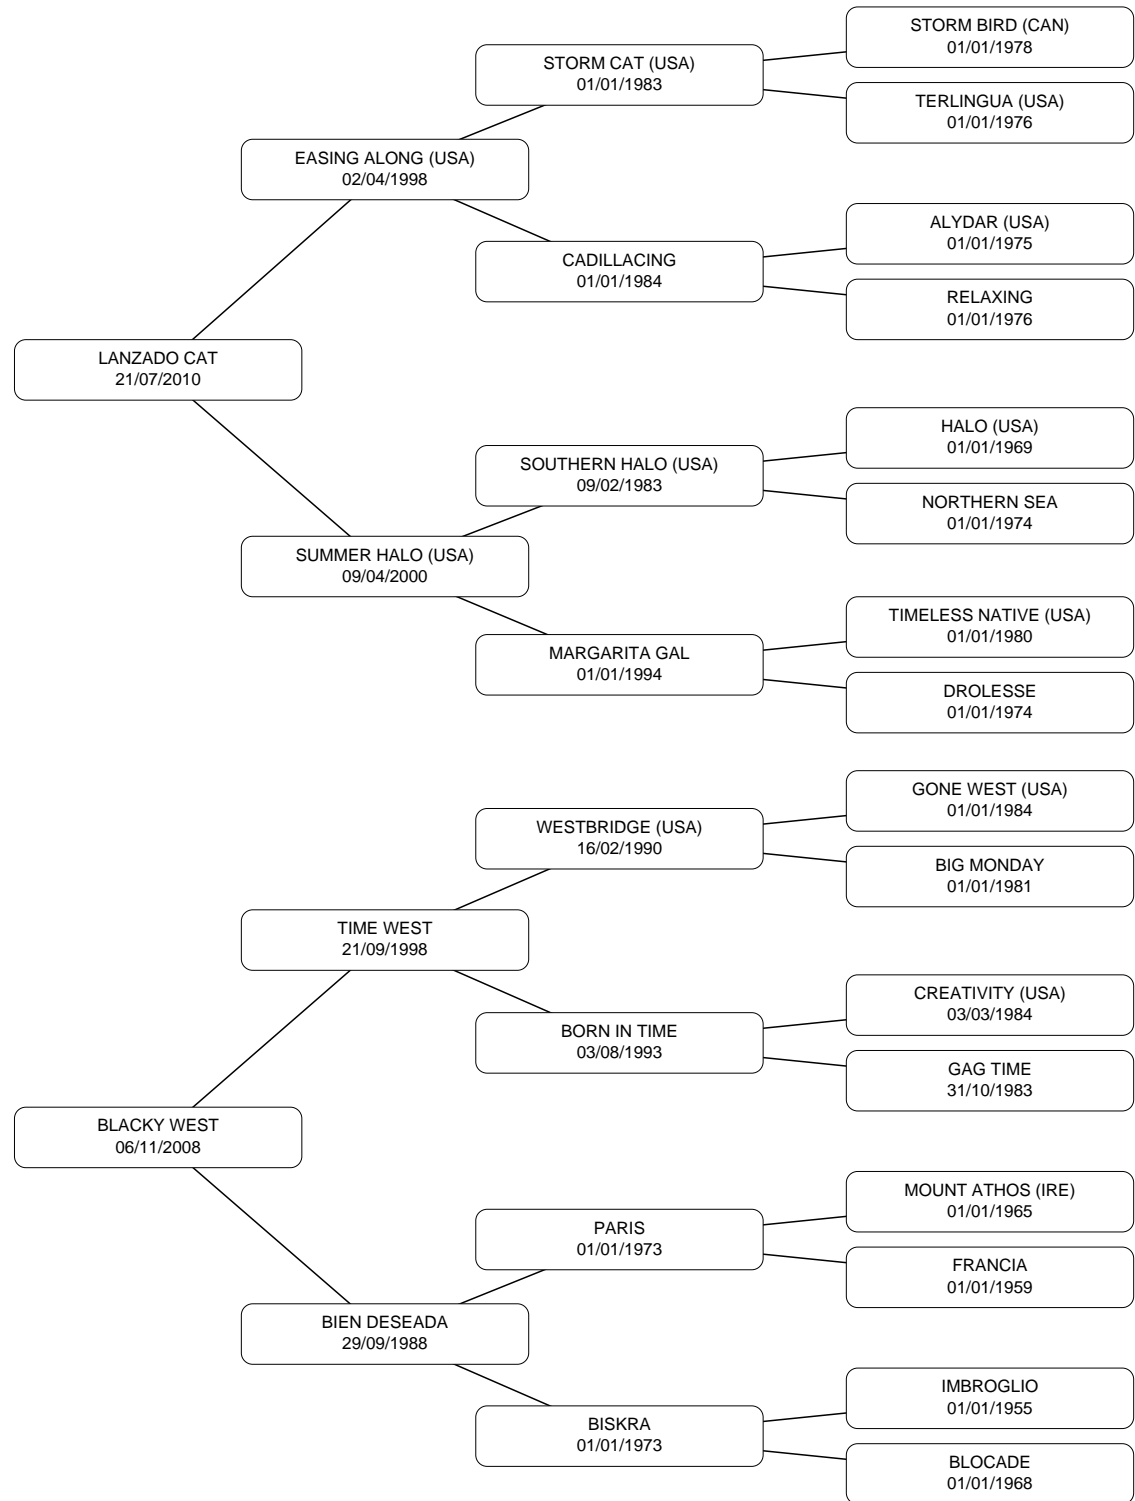 STORM BIRD (CAN)
01/01/1978
STORM CAT (USA)
01/01/1983
TERLINGUA (USA)
01/01/1976
EASING ALONG (USA)
02/04/1998
ALYDAR (USA)
01/01/1975
CADILLACING
01/01/1984
RELAXING
01/01/1976
LANZADO CAT
21/07/2010
HALO (USA)
01/01/1969
SOUTHERN HALO (USA)
09/02/1983
NORTHERN SEA
01/01/1974
SUMMER HALO (USA)
09/04/2000
TIMELESS NATIVE (USA)
01/01/1980
MARGARITA GAL
01/01/1994
DROLESSE
01/01/1974
GONE WEST (USA)
01/01/1984
WESTBRIDGE (USA)
16/02/1990
BIG MONDAY
01/01/1981
TIME WEST
21/09/1998
CREATIVITY (USA)
03/03/1984
BORN IN TIME
03/08/1993
GAG TIME
31/10/1983
BLACKY WEST
06/11/2008
MOUNT ATHOS (IRE)
01/01/1965
PARIS
01/01/1973
FRANCIA
01/01/1959
BIEN DESEADA
29/09/1988
IMBROGLIO
01/01/1955
BISKRA
01/01/1973
BLOCADE
01/01/1968